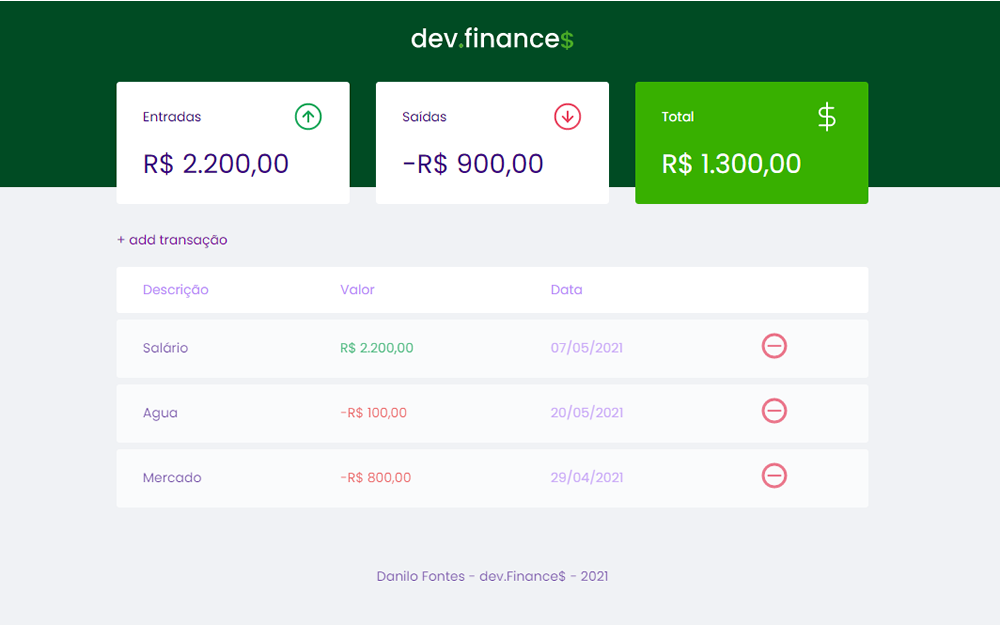 dev.finance$
Entradas
R$ 2.200,00
Saídas
-R$ 900,00
Total
$
R$ 1.300,00
+ add transação
Descrição Valor Data
Salário R$ 2.200,00 07/05/2021
Agua -R$ 100,00 20/05/2021
Mercado -R$ 800,00 29/04/2021
Danilo Fontes - dev.Finance$ - 2021